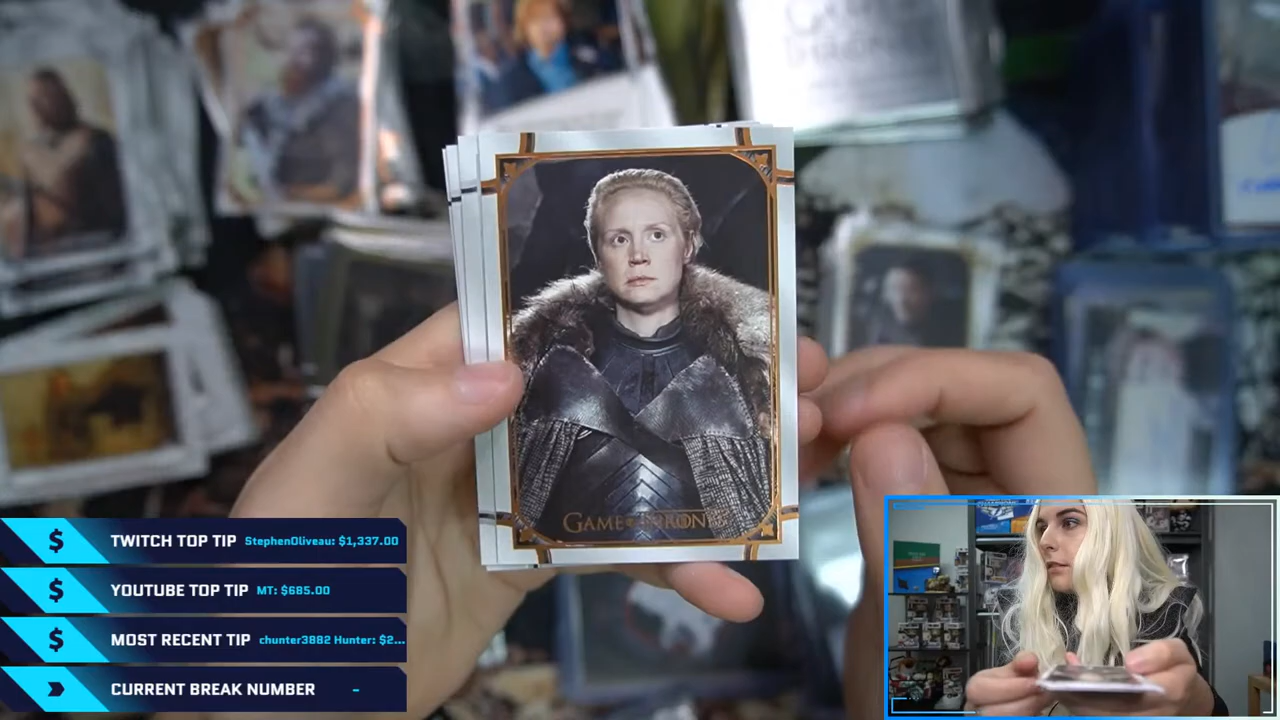 GAME OF THRONES
TWITCH TOP TIP StephenOliveau: $1,337.00
YOUTUBE TOP TIP MT: $685.00
MOST RECENT TIP chunter3882 Hunter: $2...
CURRENT BREAK NUMBER -